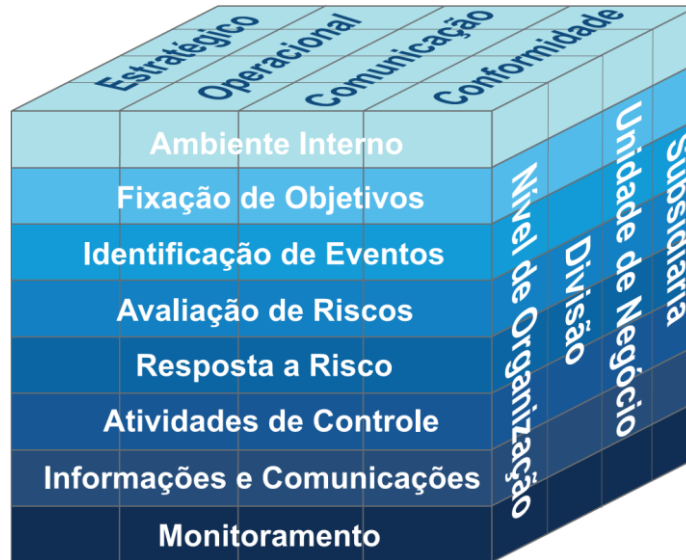 Estratégico
Operacional
Comunicação
Conformidade
Ambiente Interno
Fixação de Objetivos
Identificação de Eventos
Avaliação de Riscos
Resposta a Risco
Atividades de Controle
Informações e Comunicações
Monitoramento
Nível de Organização
Divisão
Unidade de Negócio
Subsidiária